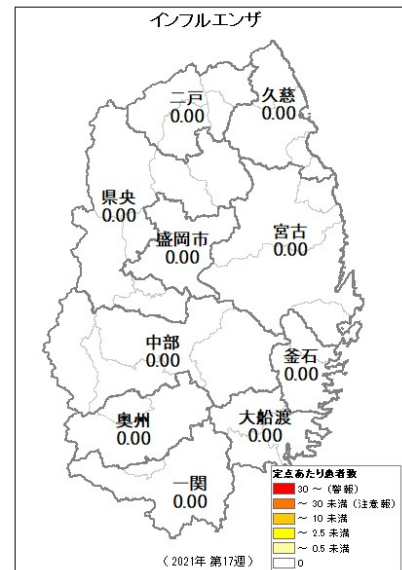 インフルエンザ
二戸
0.00
久慈
0.00
県央
0.00
盛岡市
0.00
宮古
0.00
中部
0.00
釜石
0.00
奥州
0.00
大船渡
0.00
一関
0.00
定点あたり患者数
30 ～ (警報)
～ 30 未満 (注意報)
～ 10 未満
～ 2.5 未満
～ 0.5 未満
0
( 2021年 第17週 )